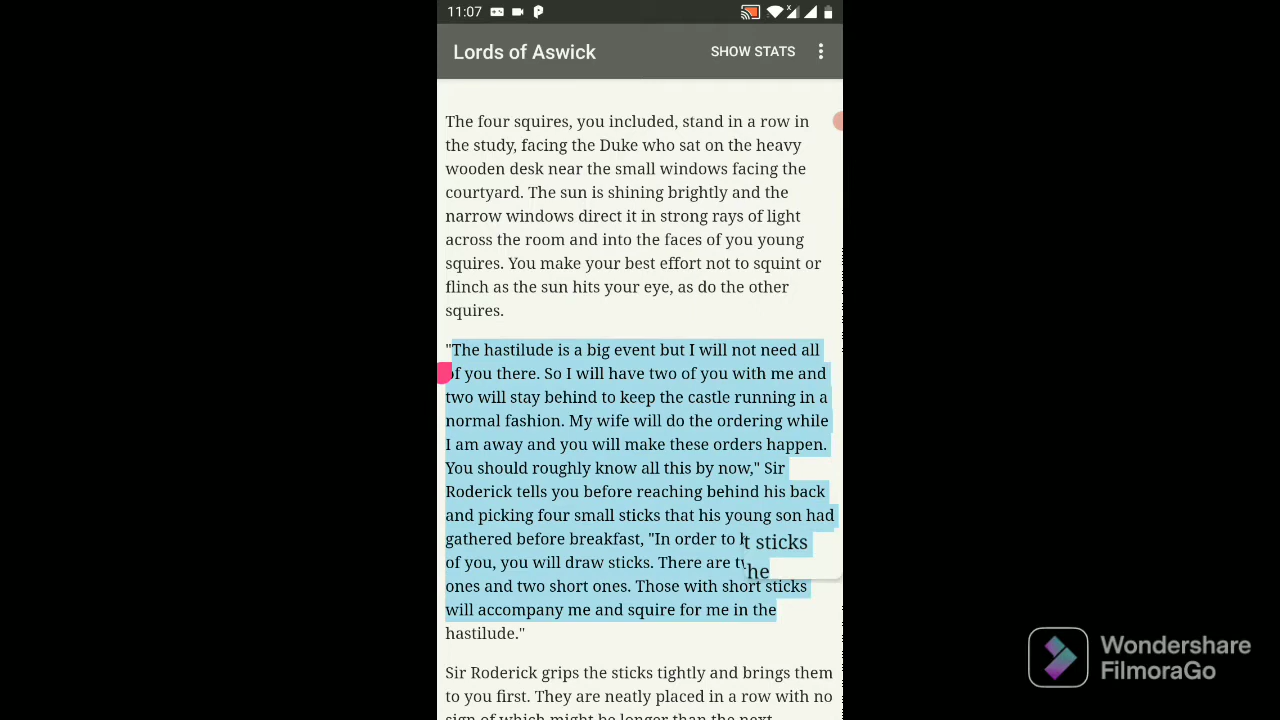 11:07
Lords of Aswick
SHOW STATS
The four squires, you included, stand in a row in
the study, facing the Duke who sat on the heavy
wooden desk near the small windows facing the
courtyard. The sun is shining brightly and the
narrow windows direct it in strong rays of light
across the room and into the faces of you young
squires. You make your best effort not to squint or
flinch as the sun hits your eye, as do the other
squires.
"The hastilude is a big event but I will not need all
of you there. So I will have two of you with me and
two will stay behind to keep the castle running in a
normal fashion. My wife will do the ordering while
I am away and you will make these orders happen.
You should roughly know all this by now," Sir
Roderick tells you before reaching behind his back
and picking four small sticks that his young son had
gathered before breakfast, "In order to
t sticks
of you, you will draw sticks. There are
he
ones and two short ones. Those with short sticks
will accompany me and squire for me in the
hastilude."
Sir Roderick grips the sticks tightly and brings them
to you first. They are neatly placed in a row with no
sign of which might be longer than the next.
Wondershare
FilmoraGo